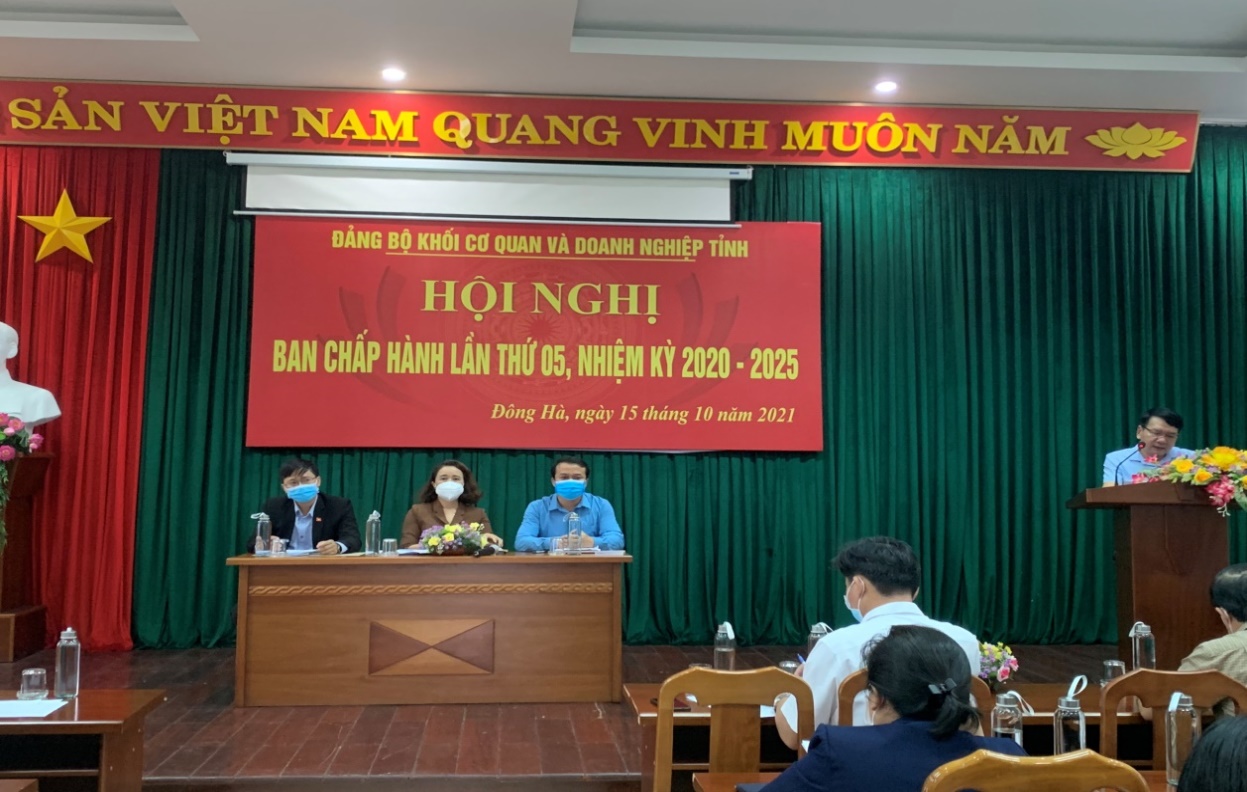 SẢN VIỆT NAM QUANG VINH MUÔN NĂM
ĐẢNG BỘ KHỐI CƠ QUAN VÀ DOANH NGHIỆP TỈNH
HỘI NGHỊ
BAN CHẤP HÀNH LẦN THỨ 05, NHIỆM KỲ 2020 - 2025
Đông Hà, ngày 15 tháng 10 năm 2021